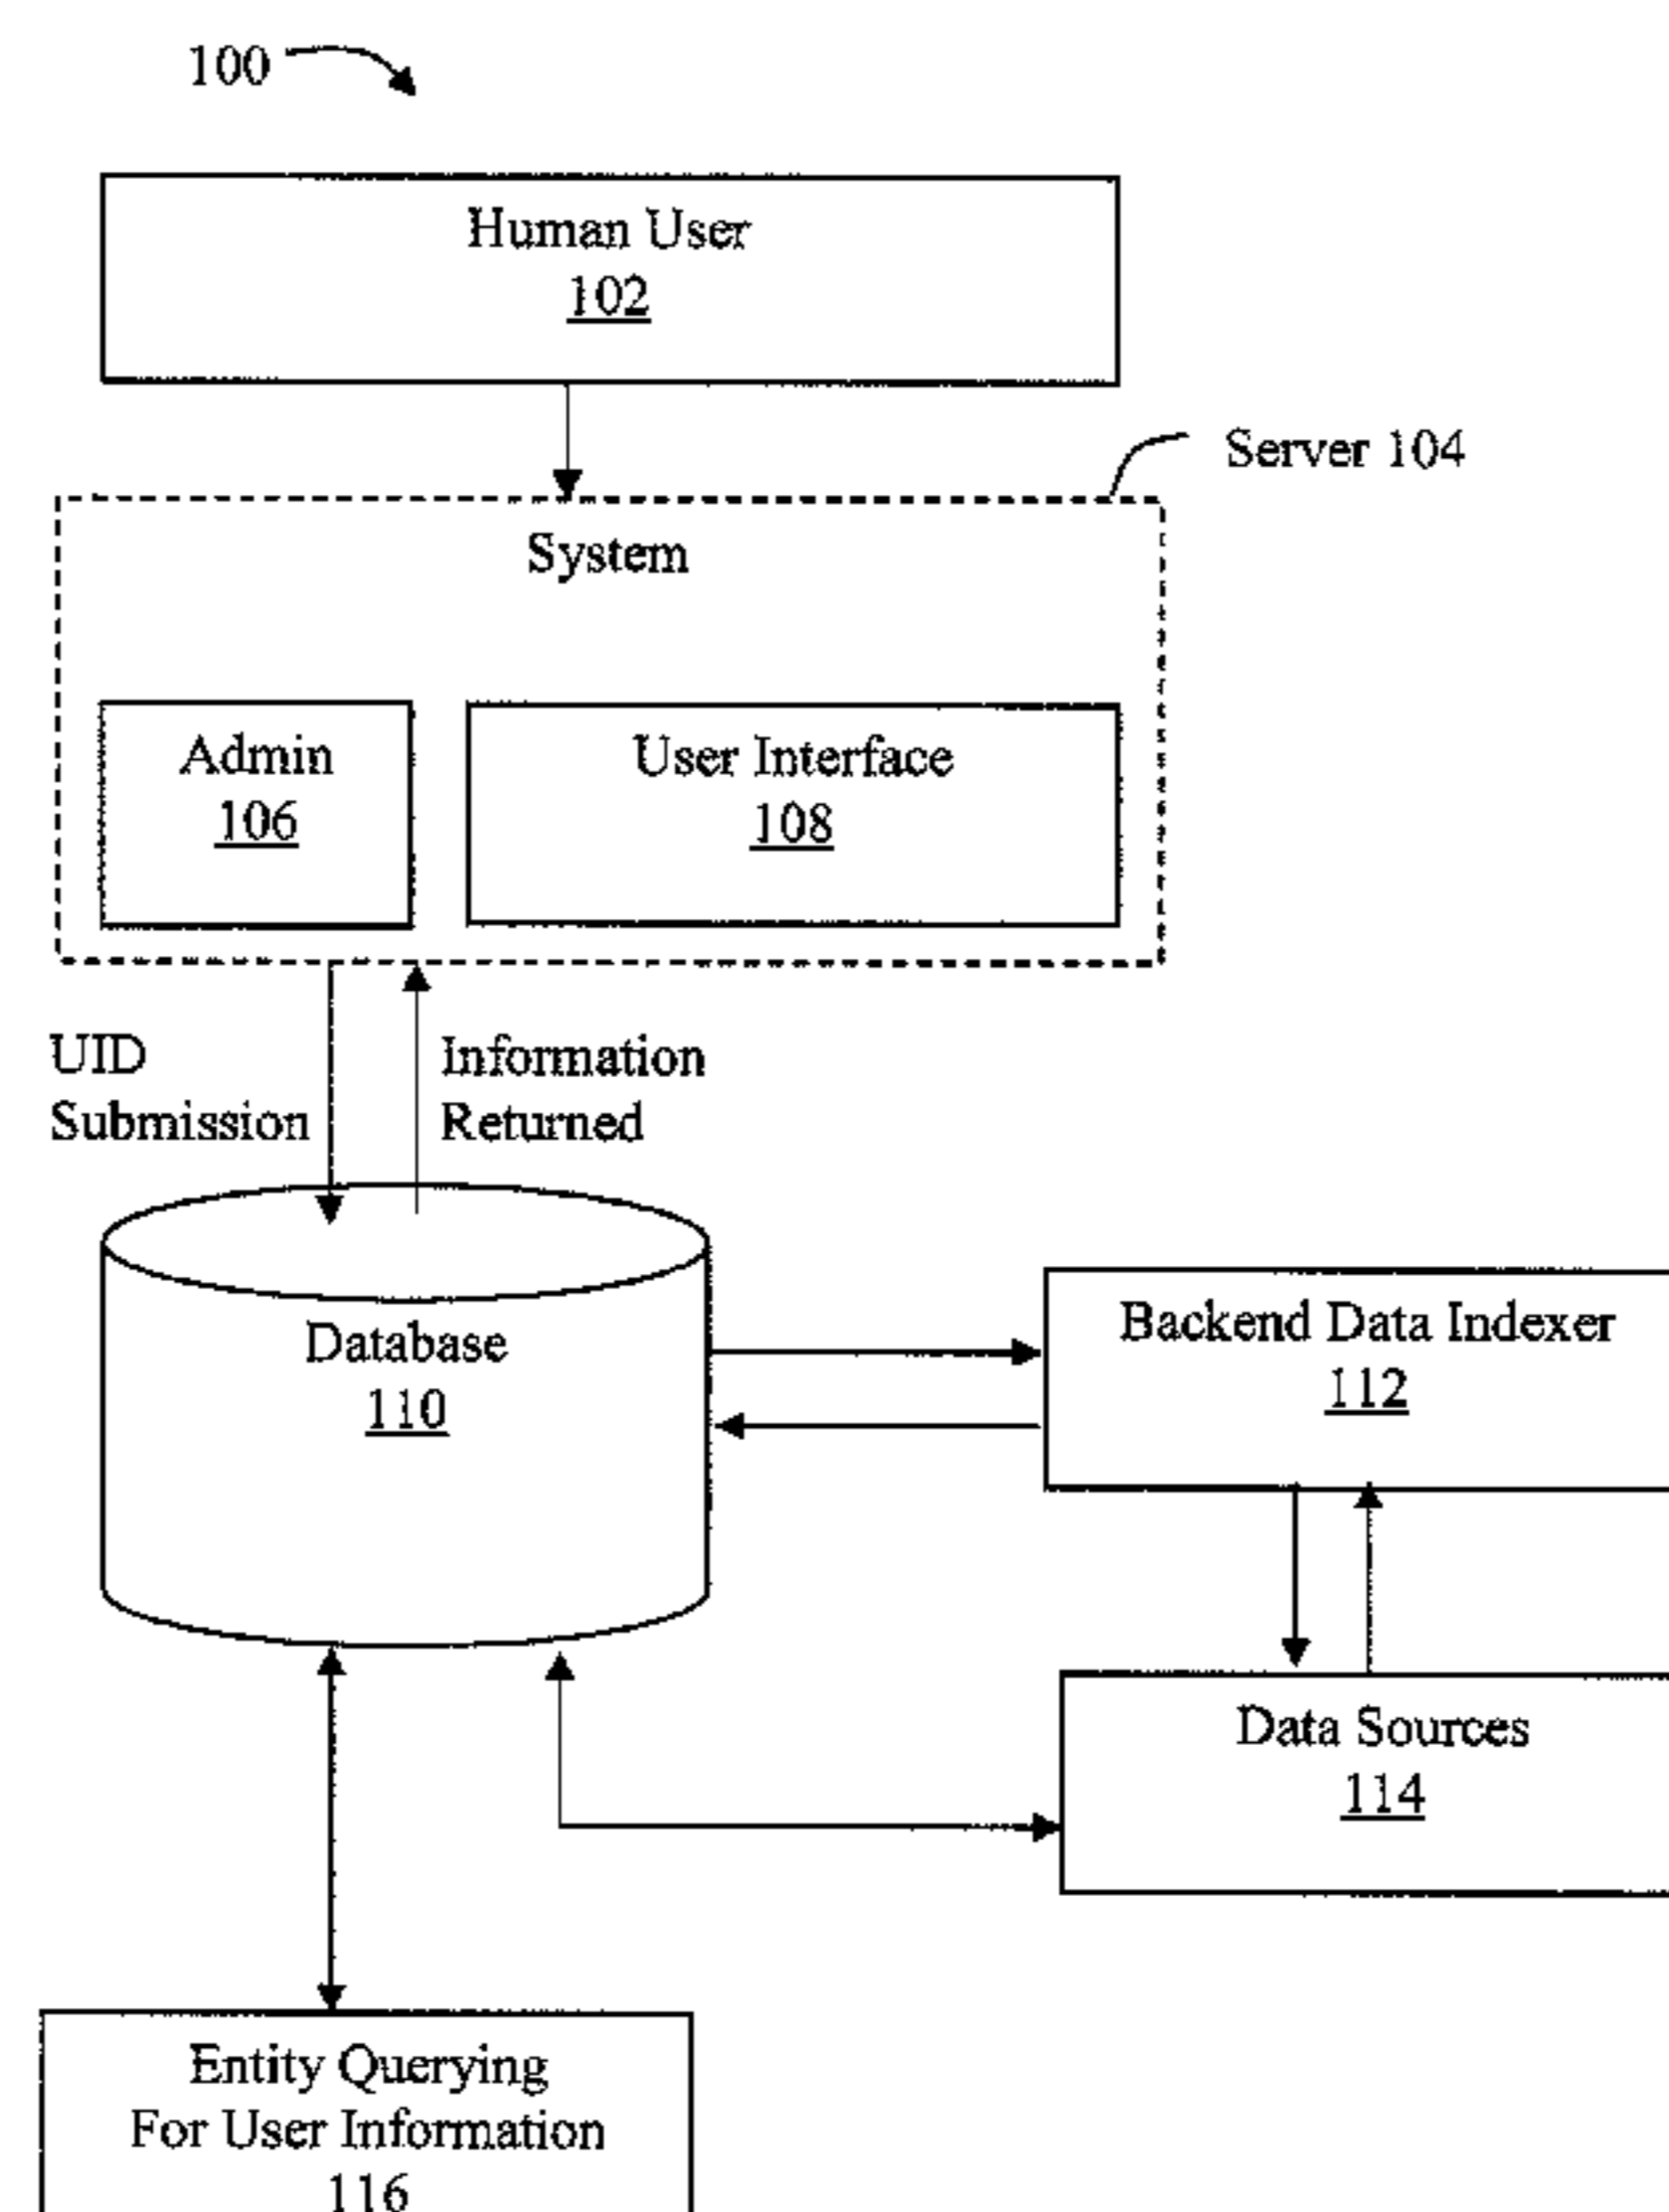 100
Human User
102
Server 104
System
Admin
106
User Interface
108
UID
Submission
Information
Returned
Database
110
Backend Data Indexer
112
Data Sources
114
Entity Querying
For User Information
116